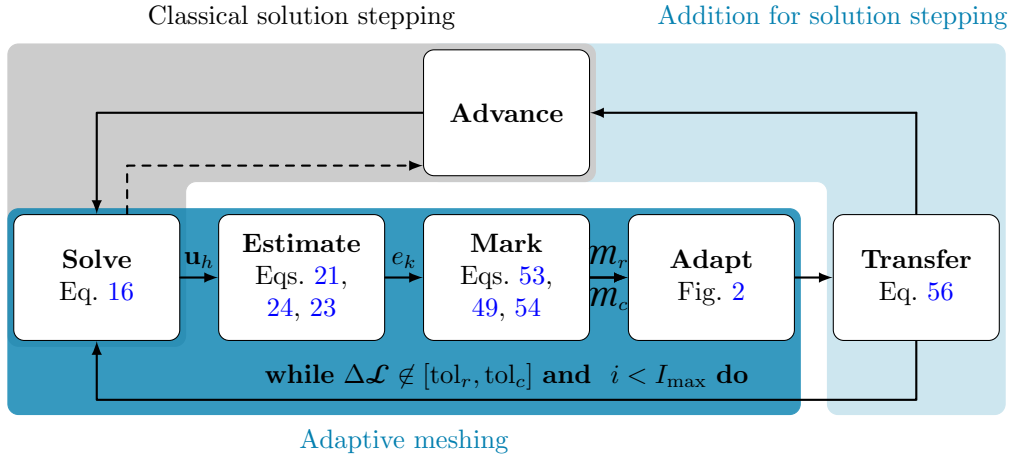 Classical solution stepping
Addition for solution stepping
Advance
Solve
Eq. 16
u_h
Estimate
Eqs. 21,
24, 23
e_k
Mark
Eqs. 53,
49, 54
m_r
m_c
Adapt
Fig. 2
Transfer
Eq. 56
while Δℒ ∉ [tol_r, tol_c] and i < I_max do
Adaptive meshing